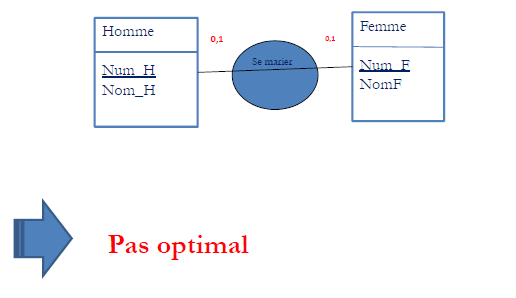 Homme
Num_H
Nom_H
0,1
Se marier
0,1
Femme
Num_F
NomF
Pas optimal